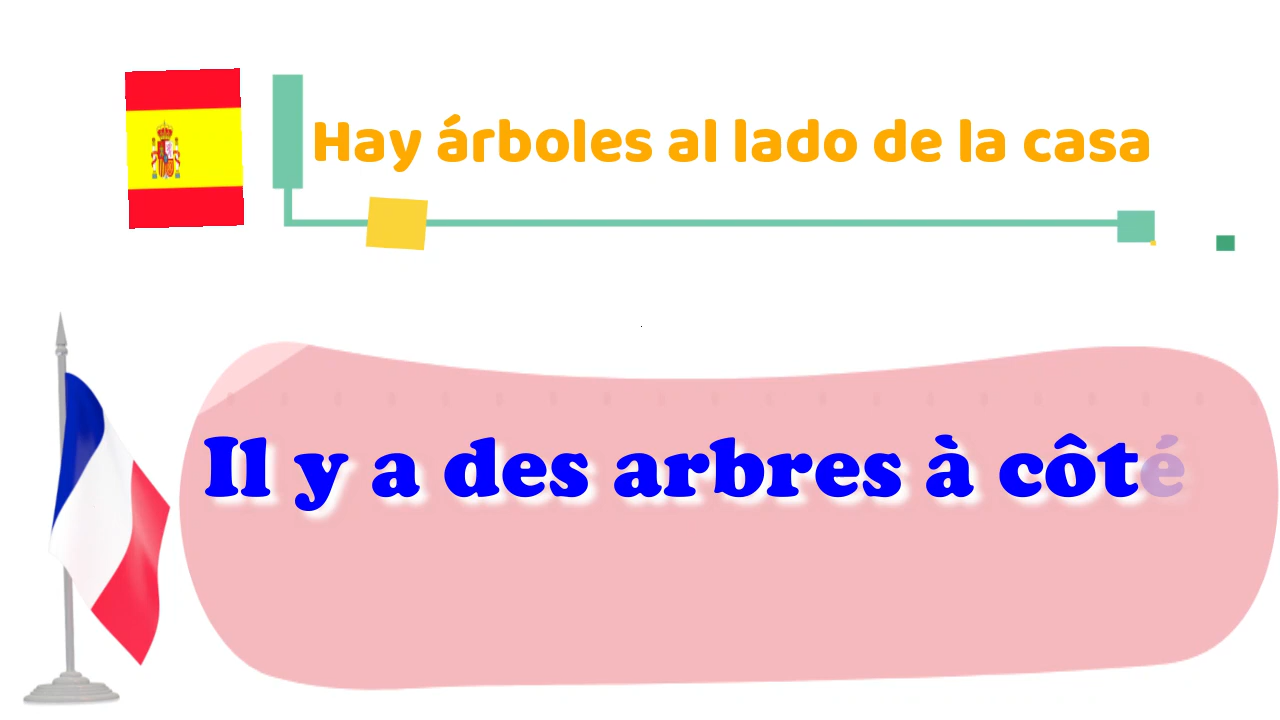 Hay árboles al lado de la casa
Il y a des arbres à côté